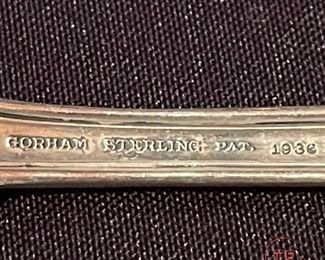 GORHAM STERLING PAT. 1936